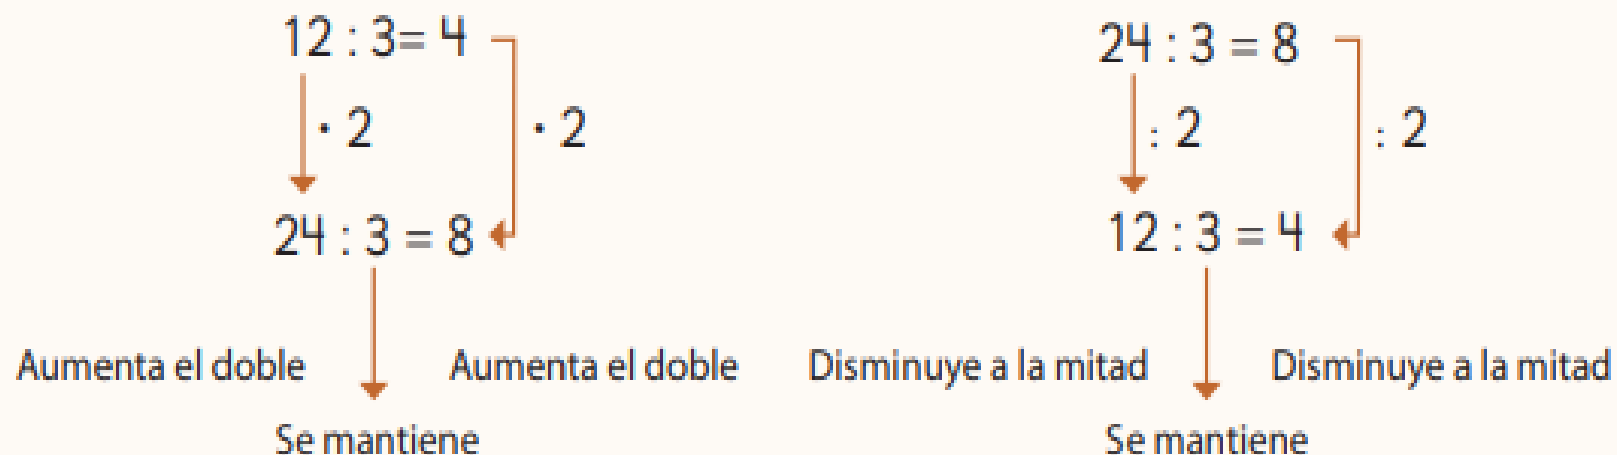 12 : 3= 4
· 2
· 2
24 : 3 = 8
Aumenta el doble
Aumenta el doble
Se mantiene
24 : 3 = 8
: 2
: 2
12 : 3 = 4
Disminuye a la mitad
Disminuye a la mitad
Se mantiene